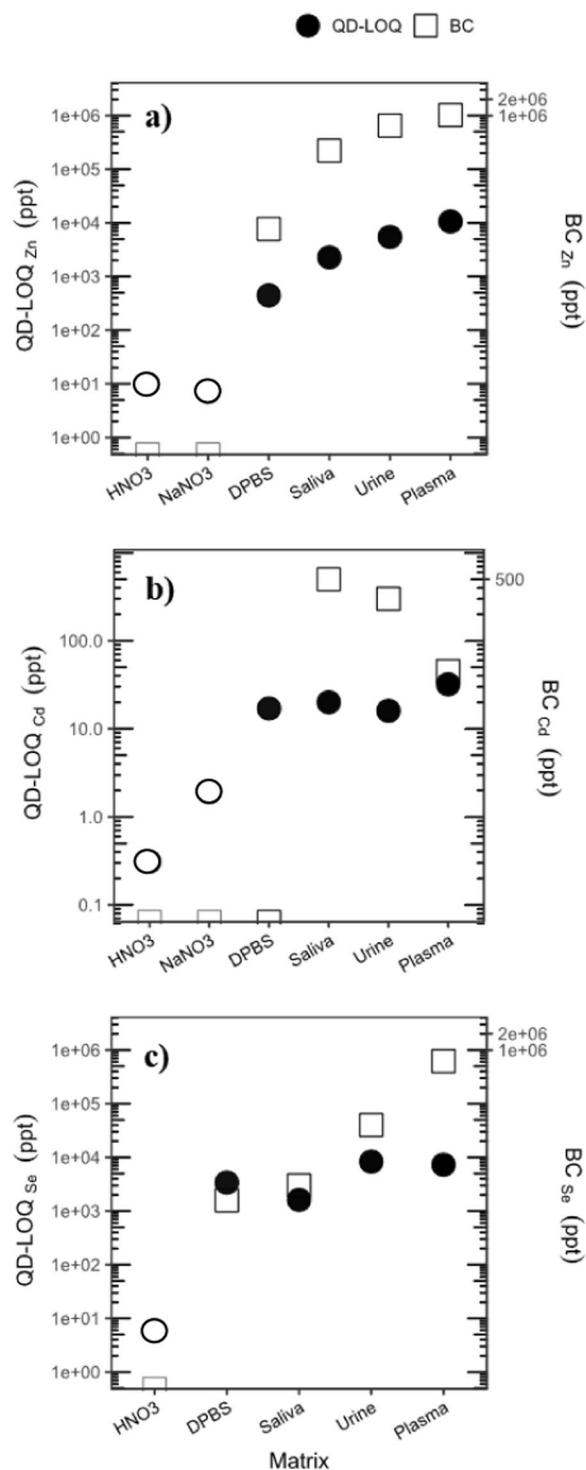 QD-LOQ BC
a)
QD-LOQ Zn (ppt)
1e+06
1e+05
1e+04
1e+03
1e+02
1e+01
1e+00
2e+06
1e+06
BC Zn (ppt)
HNO3 NaNO3 DPBS Saliva Urine Plasma
b)
QD-LOQ Cd (ppt)
100.0
10.0
1.0
0.1
500
BC Cd (ppt)
HNO3 NaNO3 DPBS Saliva Urine Plasma
c)
QD-LOQ Se (ppt)
1e+06
1e+05
1e+04
1e+03
1e+02
1e+01
1e+00
2e+06
1e+06
BC Se (ppt)
HNO3 DPBS Saliva Urine Plasma
Matrix